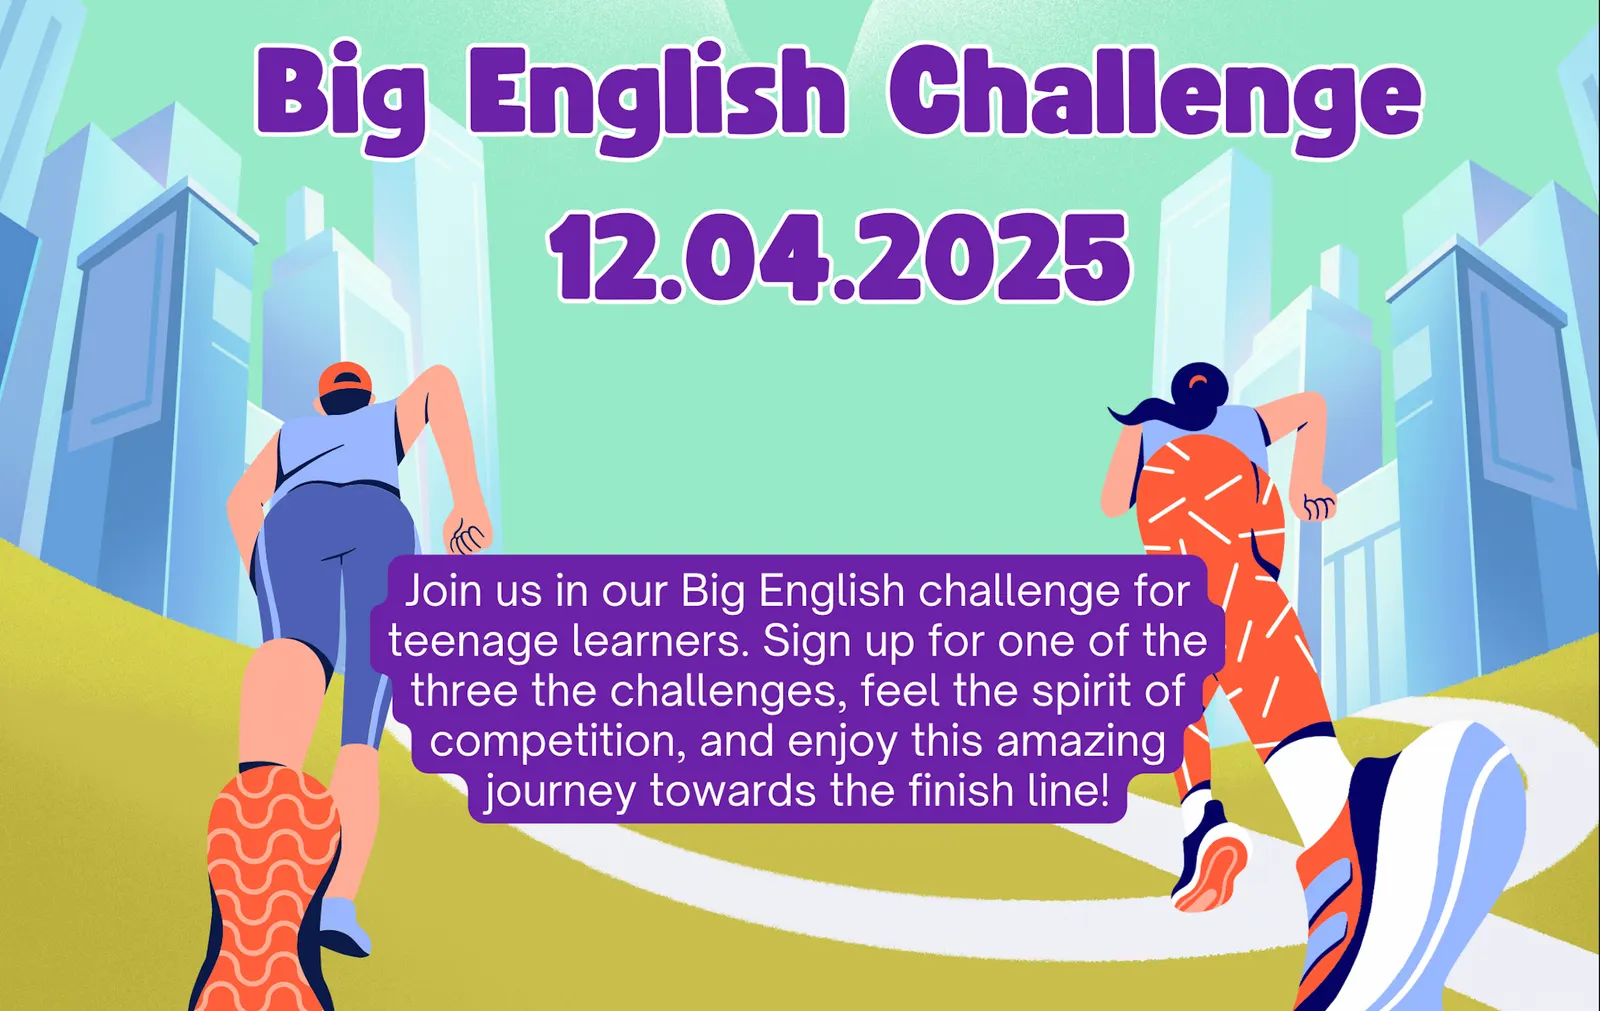 Big English Challenge
12.04.2025
Join us in our Big English challenge for
teenage learners. Sign up for one of the
three the challenges, feel the spirit of
competition, and enjoy this amazing
journey towards the finish line!